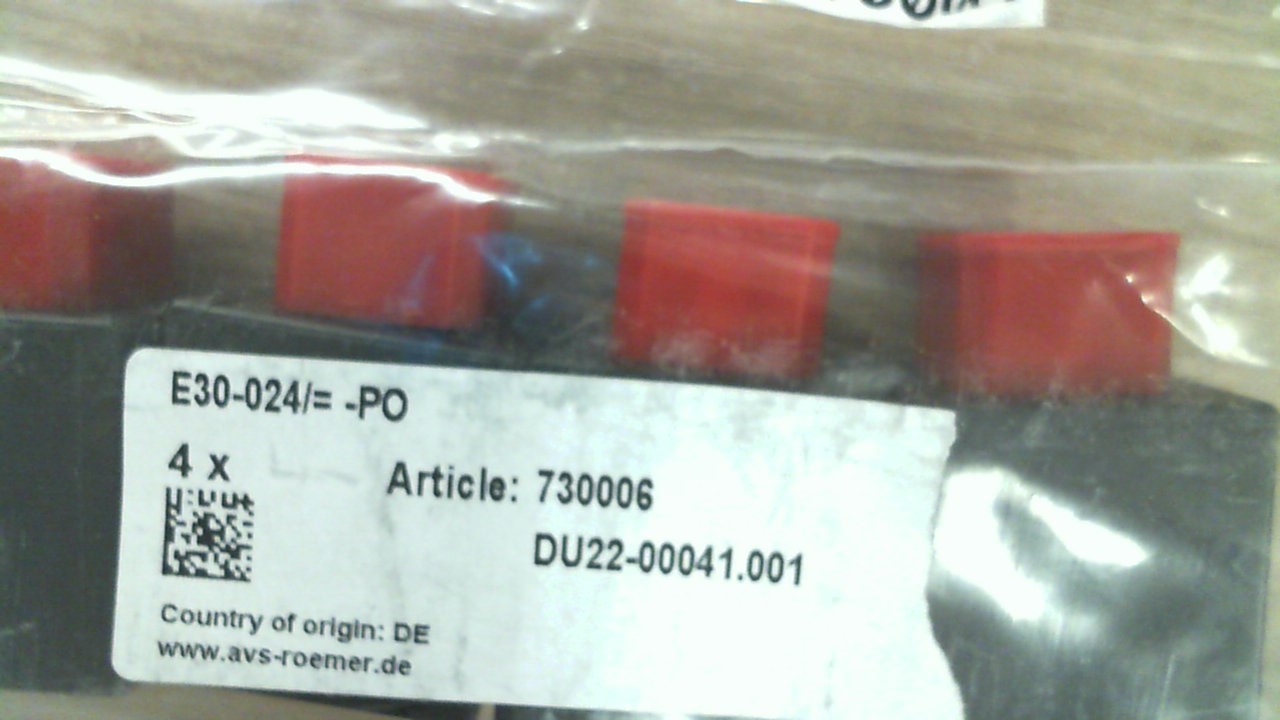 E30-024/= -PO
4 x
Article: 730006
DU22-00041.001
Country of origin: DE
www.avs-roemer.de